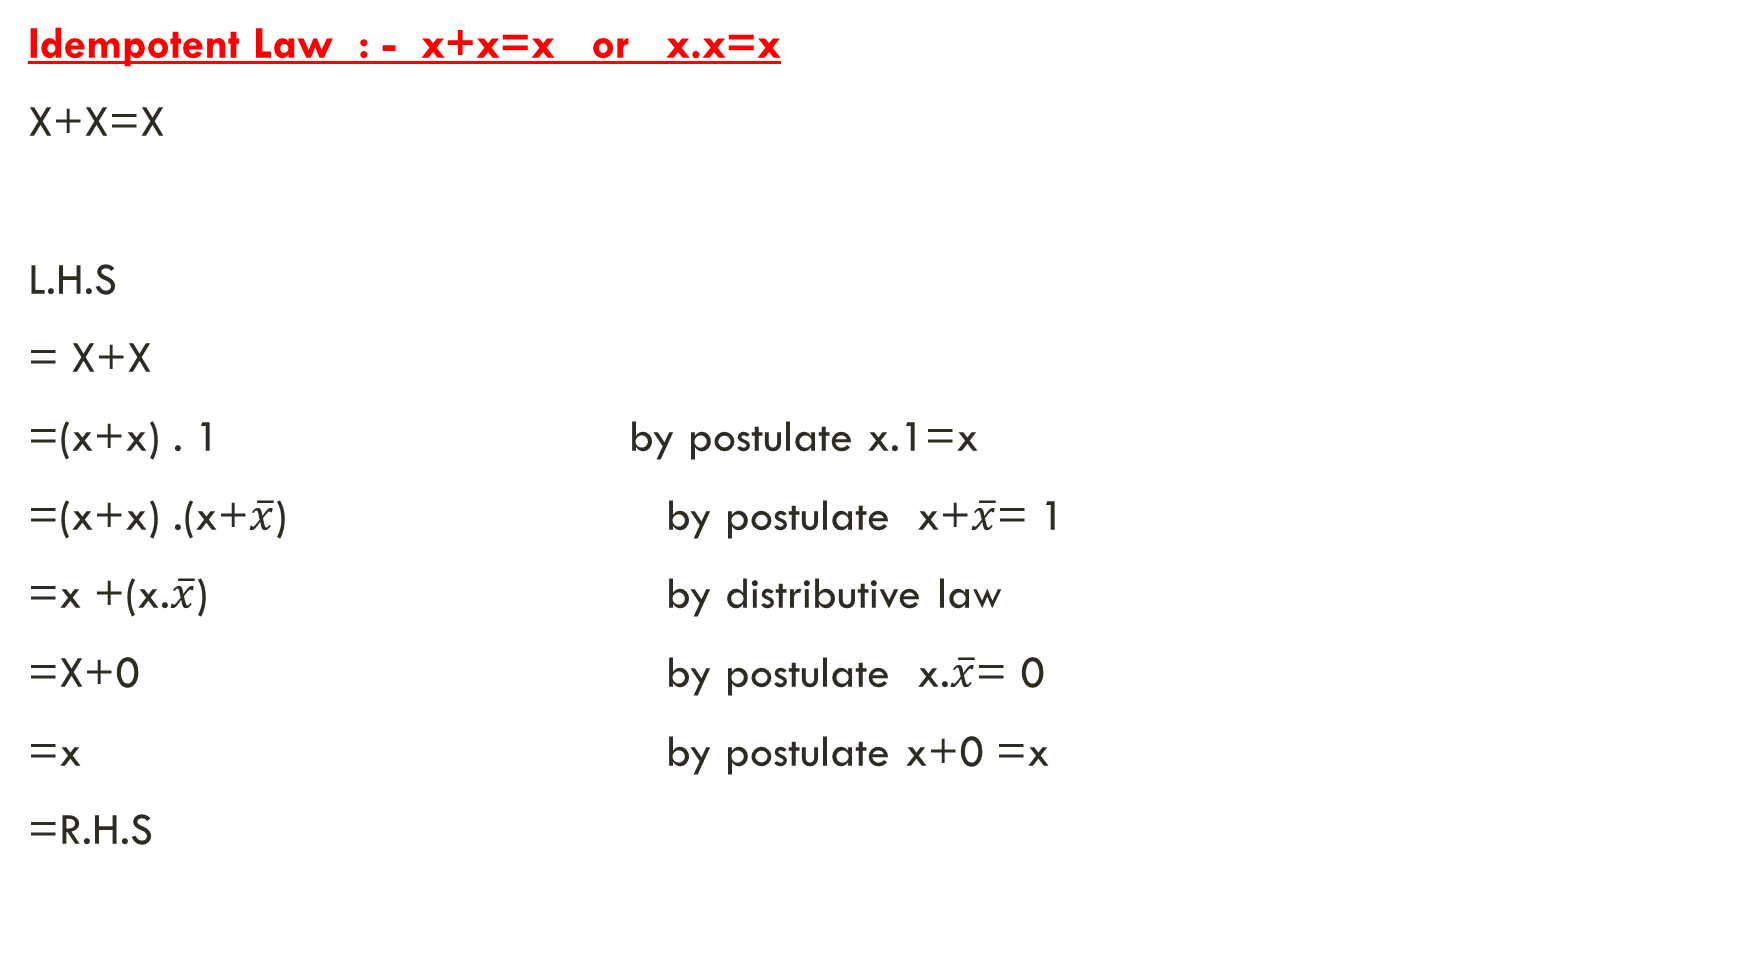 Idempotent Law : - x+x=x or x.x=x
X+X=X
L.H.S
= X+X
=(x+x) . 1 by postulate x.1=x
=(x+x) .(x+x̅) by postulate x+x̅= 1
=x +(x.x̅) by distributive law
=X+0 by postulate x.x̅= 0
=x by postulate x+0 =x
=R.H.S